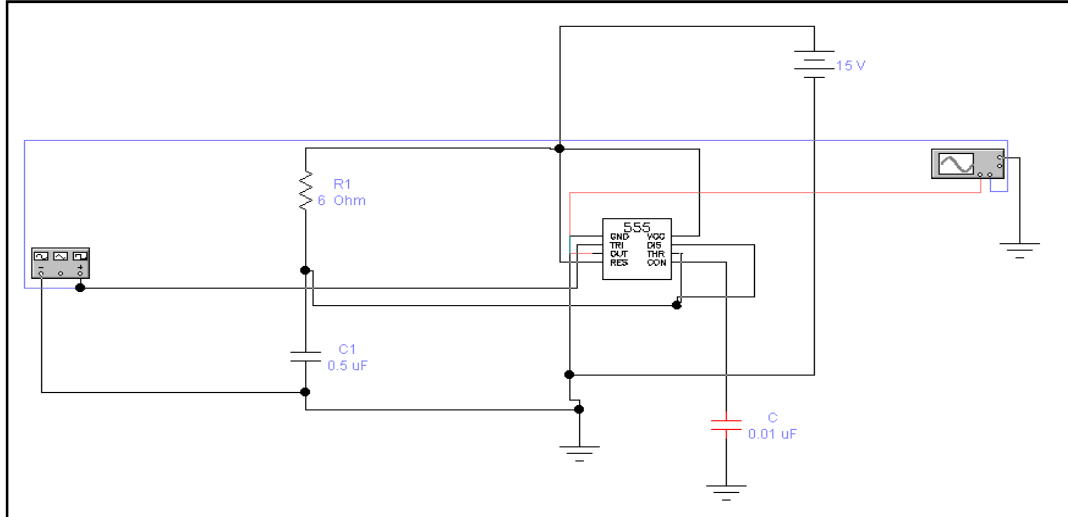 15 V
R1
6 Ohm
555
GND VCC
TRI DIS
OUT THR
RES CON
C1
0.5 uF
C
0.01 uF